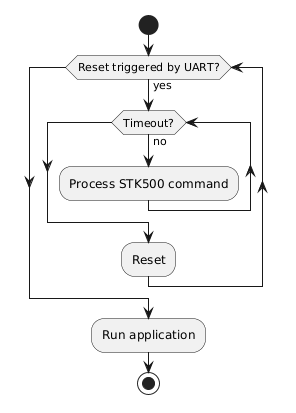 Reset triggered by UART?
yes
Timeout?
no
Process STK500 command
Reset
Run application